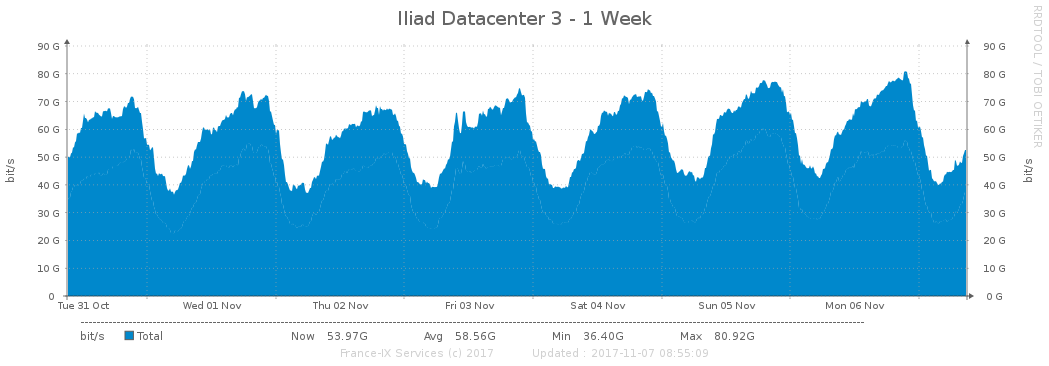 Iliad Datacenter 3 - 1 Week
RRDTOOL / TOBI OETIKER
90 G 90 G
80 G 80 G
70 G 70 G
60 G 60 G
50 G 50 G
40 G 40 G
30 G 30 G
20 G 20 G
10 G 10 G
0 0 G
bit/s
bit/s
Tue 31 Oct Wed 01 Nov Thu 02 Nov Fri 03 Nov Sat 04 Nov Sun 05 Nov Mon 06 Nov
bit/s Total Now 53.97G Avg 58.56G Min 36.40G Max 80.92G
France-IX Services (c) 2017 Updated : 2017-11-07 08:55:09